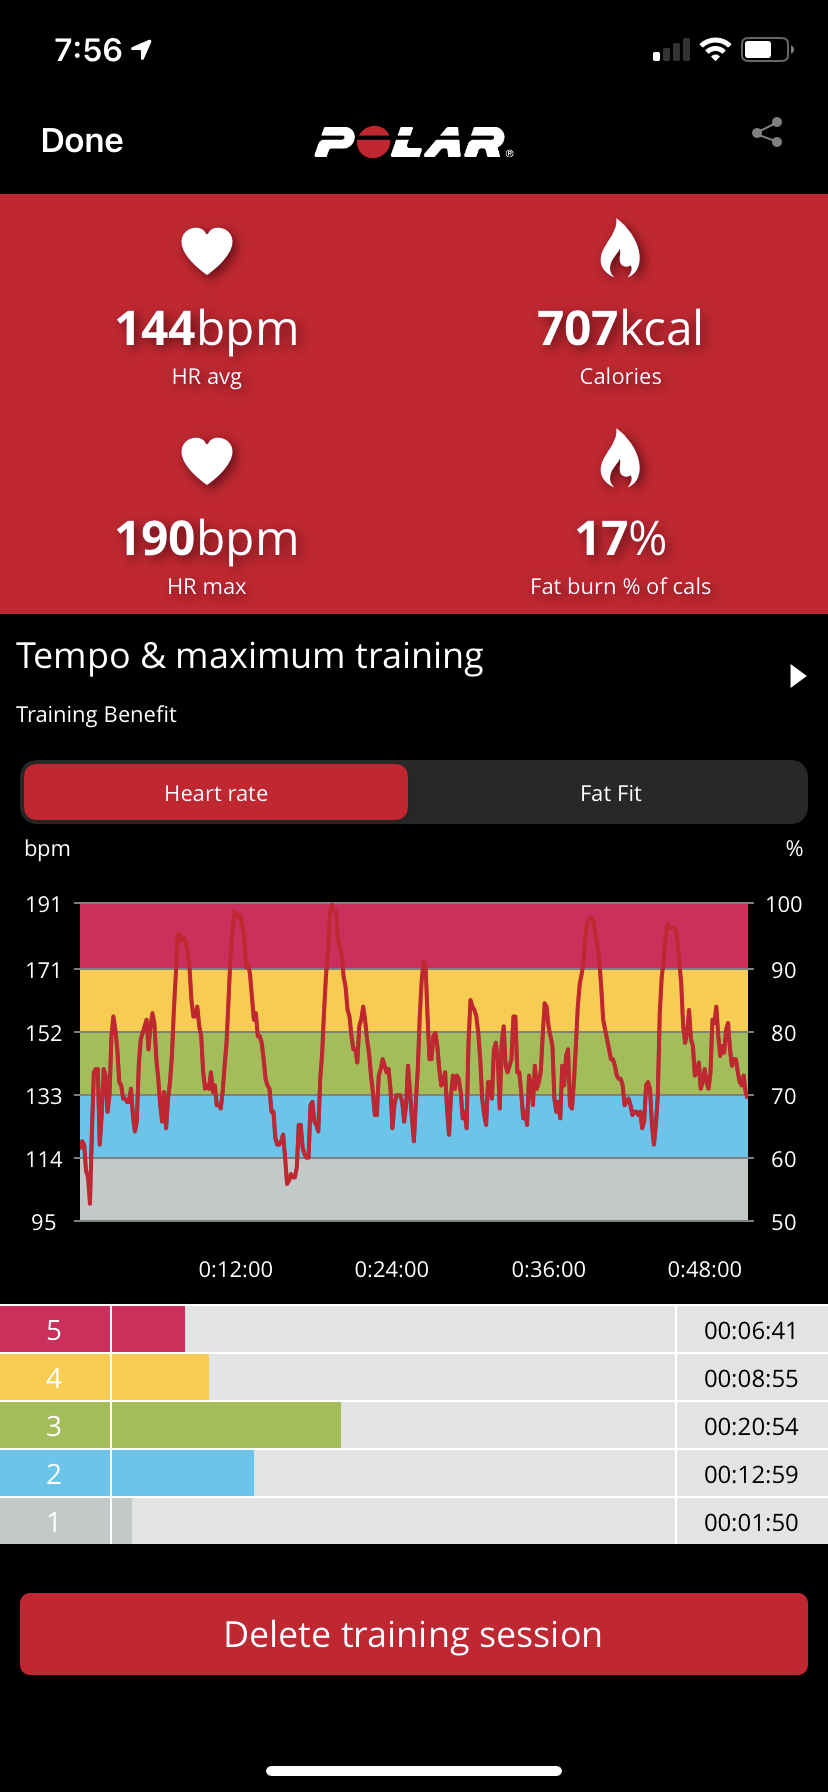 7:56
Done
POLAR®
144bpm
707kcal
HR avg
Calories
190bpm
17%
HR max
Fat burn % of cals
Tempo & maximum training
Training Benefit
Heart rate
Fat Fit
bpm
%
191
100
171
90
152
80
133
70
114
60
95
50
0:12:00
0:24:00
0:36:00
0:48:00
5
00:06:41
4
00:08:55
3
00:20:54
2
00:12:59
1
00:01:50
Delete training session